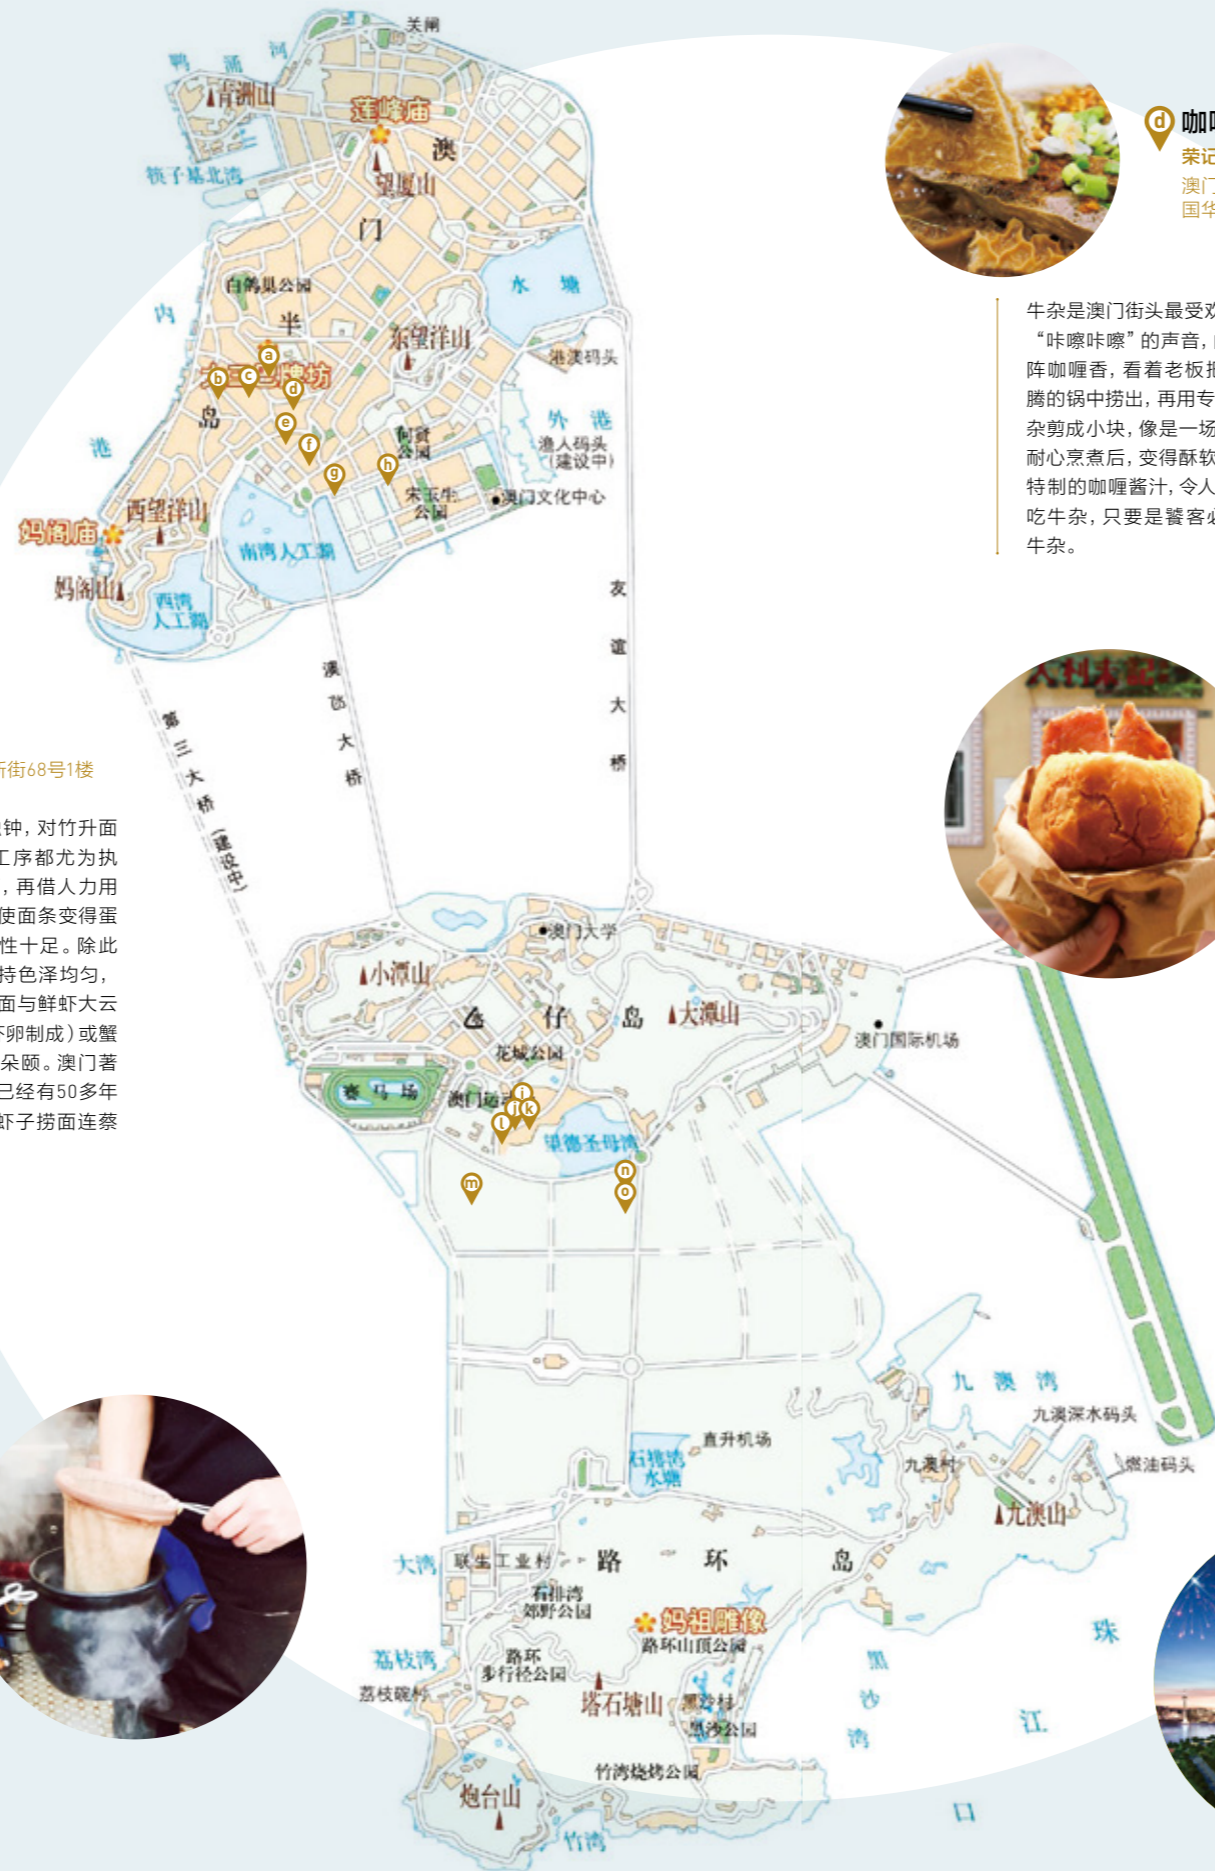 关闸
鸭涌河
青洲山
莲峰庙
澳
望厦山
筷子基北湾
门
水塘
白鸽巢公园
内
半
东望洋山
港澳码头
a
大三巴牌坊
b
c
d
岛
外港
e
何贤
公园
渔人码头
(建设中)
f
港
g
h
宋玉生
公园
澳门文化中心
西望洋山
妈阁庙
南湾人工湖
妈阁山
西湾
人工湖
友谊大桥
澳氹大桥
第三大桥(建设中)
d
荣记
澳门
国华
牛杂是澳门街头最受欢
“咔嚓咔嚓”的声音,
阵咖喱香, 看着老板把
腾的锅中捞出, 再用专
杂剪成小块, 像是一场
耐心烹煮后, 变得酥软
特制的咖喱酱汁, 令人
吃牛杂, 只要是饕客必
牛杂。
新街68号1楼
钟, 对竹升面
工序都尤为执
, 再借人力用
使面条变得蛋
性十足。除此
持色泽均匀,
面与鲜虾大云
卵制成) 或蟹
朵颐。澳门著
已经有50多年
虾子捞面连蔡
澳门大学
小潭山
氹仔岛
大潭山
花城公园
澳门国际机场
赛马场
澳门运动
i
j
k
l
望德圣母湾
m
n
o
九澳湾
九澳深水码头
直升机场
石排湾
水塘
九澳村
燃油码头
九澳山
大湾
联生工业村
路环岛
石排湾
郊野公园
妈祖雕像
路环山顶公园
荔枝湾
路环
步行径公园
荔枝碗村
塔石塘山
黑沙村
黑沙公园
黑沙湾
竹湾烧烤公园
炮台山
竹湾
珠江口